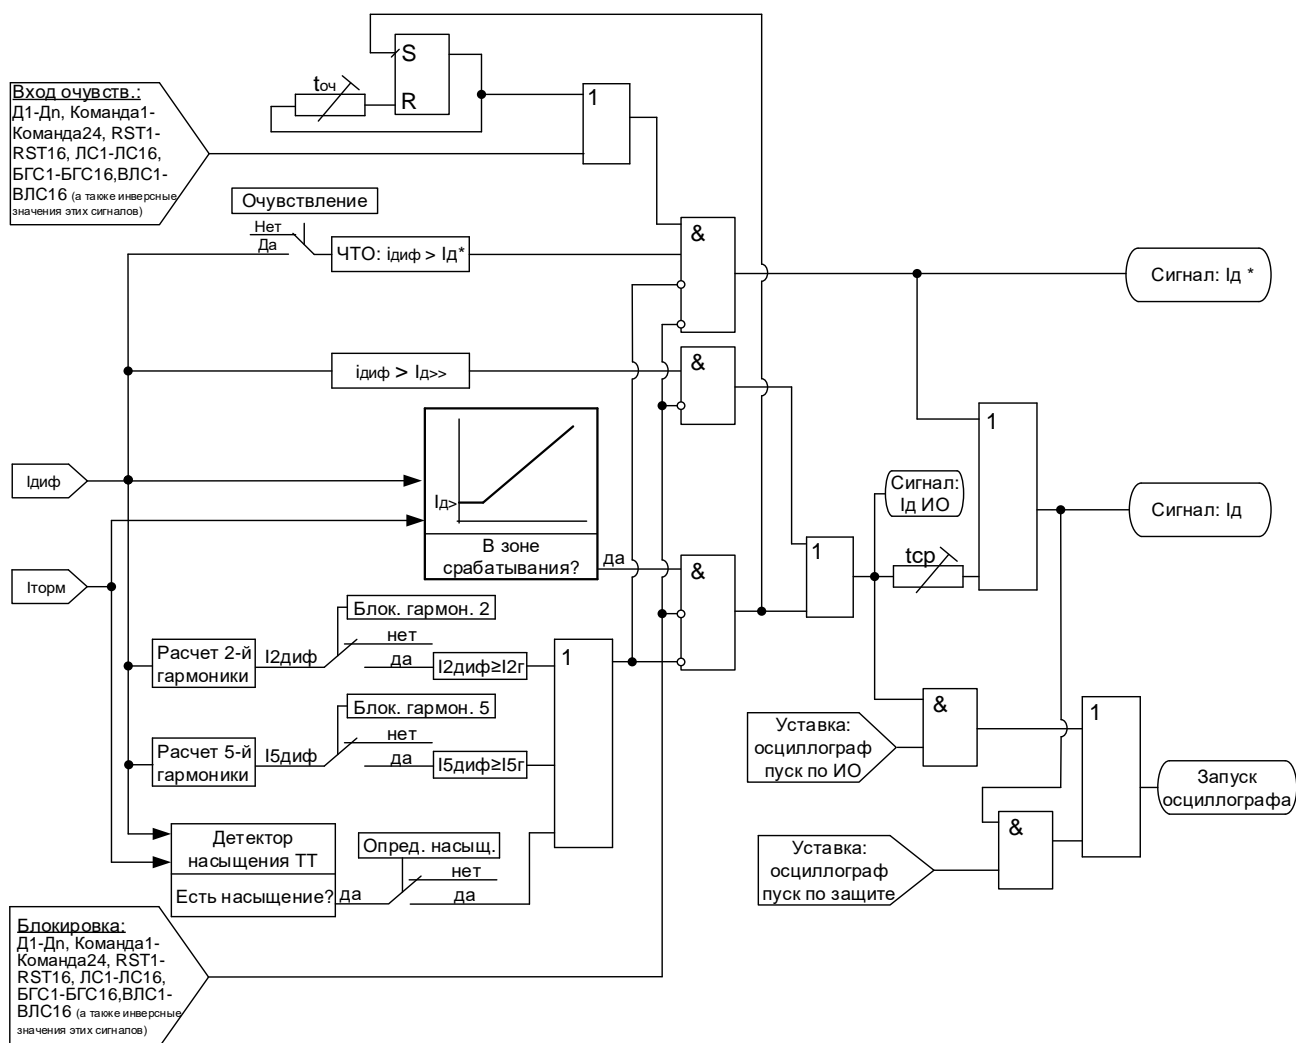 S
R
tоч
1
Вход очувств.:
Д1-Дn, Команда1-
Команда24, RST1-
RST16, ЛС1-ЛС16,
БГС1-БГС16,ВЛС1-
ВЛС16 (а также инверсные
значения этих сигналов)
Очувствление
Нет
Да
ЧТО: iдиф > Iд*
&
Сигнал: Iд *
iдиф > Iд>>
&
Iд>
В зоне
срабатывания?
да
&
Iдиф
Iторм
1
Сигнал:
Iд ИО
tср
1
Сигнал: Iд
Блок. гармон. 2
нет
да
Расчет 2-й
гармоники
I2диф
I2диф≥I2г
1
Блок. гармон. 5
нет
да
Расчет 5-й
гармоники
I5диф
I5диф≥I5г
Уставка:
осциллограф
пуск по ИО
&
1
Запуск
осциллографа
Детектор
насыщения ТТ
Есть насыщение?
да
Опред. насыщ.
нет
да
Уставка:
осциллограф
пуск по защите
&
Блокировка:
Д1-Дn, Команда1-
Команда24, RST1-
RST16, ЛС1-ЛС16,
БГС1-БГС16,ВЛС1-
ВЛС16 (а также инверсные
значения этих сигналов)